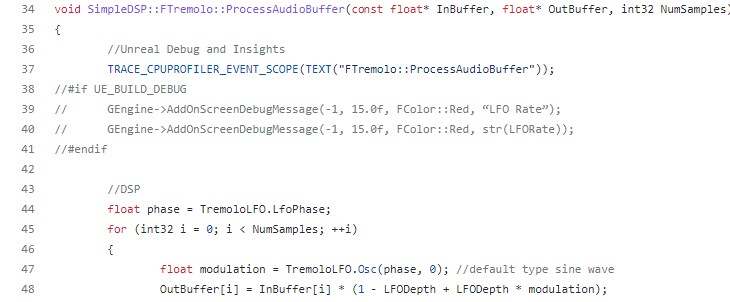 34 void SimpleDSP::FTremolo::ProcessAudioBuffer(const float* InBuffer, float* OutBuffer, int32 NumSamples)
35 {
36 //Unreal Debug and Insights
37 TRACE_CPUPROFILER_EVENT_SCOPE(TEXT("FTremolo::ProcessAudioBuffer"));
38 //#if UE_BUILD_DEBUG
39 // GEngine->AddOnScreenDebugMessage(-1, 15.0f, FColor::Red, “LFO Rate”);
40 // GEngine->AddOnScreenDebugMessage(-1, 15.0f, FColor::Red, str(LFORate));
41 //#endif
42
43 //DSP
44 float phase = TremoloLFO.LfoPhase;
45 for (int32 i = 0; i < NumSamples; ++i)
46 {
47 float modulation = TremoloLFO.Osc(phase, 0); //default type sine wave
48 OutBuffer[i] = InBuffer[i] * (1 - LFODepth + LFODepth * modulation);